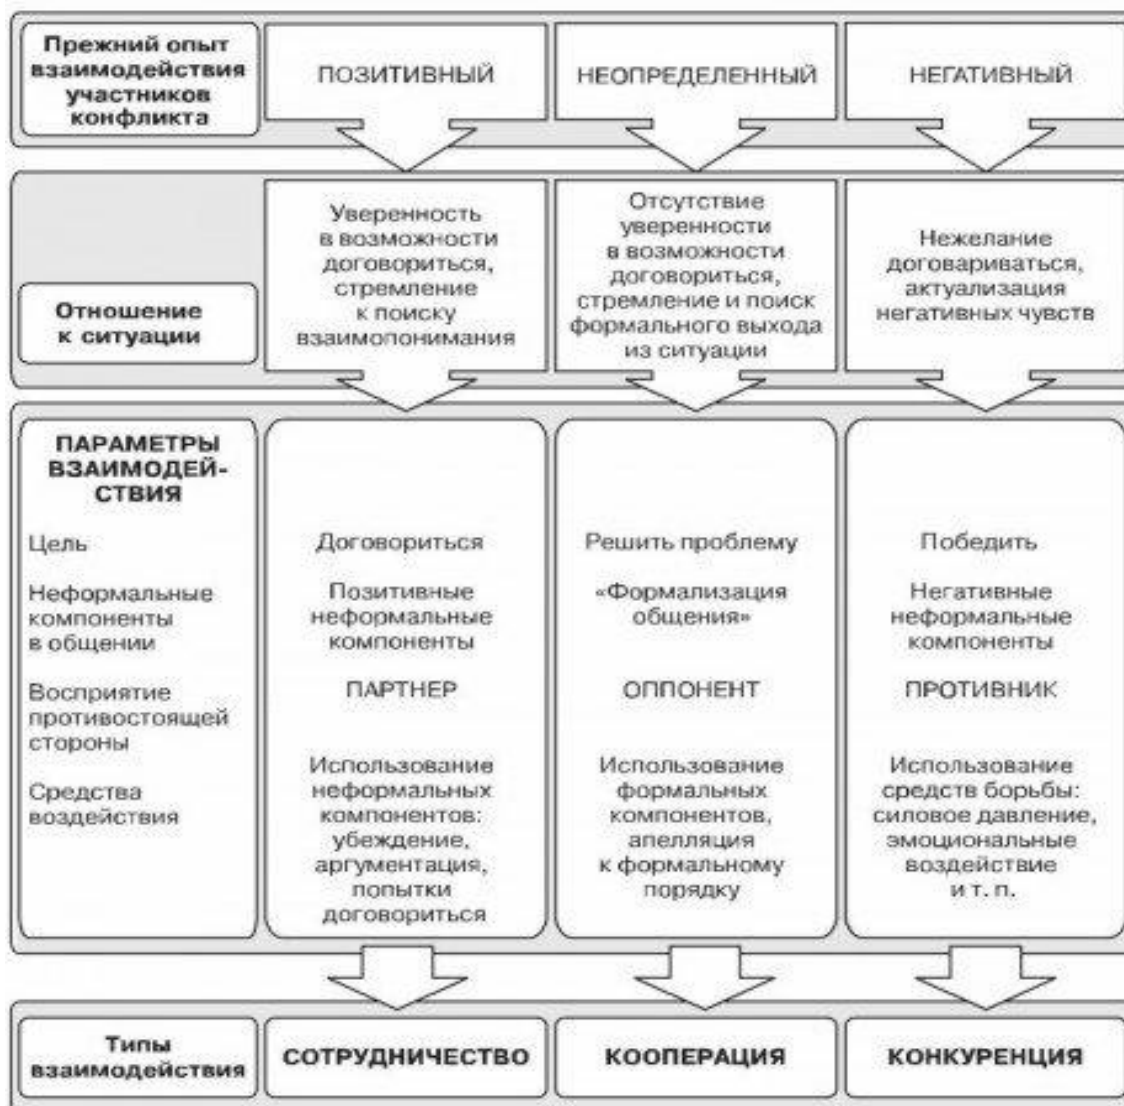 Прежний опыт
взаимодействия
участников
конфликта
ПОЗИТИВНЫЙ
НЕОПРЕДЕЛЕННЫЙ
НЕГАТИВНЫЙ
Отношение
к ситуации
Уверенность
в возможности
договориться,
стремление
к поиску
взаимопонимания
Отсутствие
уверенности
в возможности
договориться,
стремление и поиск
формального выхода
из ситуации
Нежелание
договариваться,
актуализация
негативных чувств
ПАРАМЕТРЫ
ВЗАИМОДЕЙ-
СТВИЯ
Цель
Договориться
Решить проблему
Победить
Неформальные
компоненты
в общении
Позитивные
неформальные
компоненты
«Формализация
общения»
Негативные
неформальные
компоненты
Восприятие
противостоящей
стороны
ПАРТНЕР
ОППОНЕНТ
ПРОТИВНИК
Средства
воздействия
Использование
неформальных
компонентов:
убеждение,
аргументация,
попытки
договориться
Использование
формальных
компонентов,
апелляция
к формальному
порядку
Использование
средств борьбы:
силовое давление,
эмоциональные
воздействие
и т. п.
Типы
взаимодействия
СОТРУДНИЧЕСТВО
КООПЕРАЦИЯ
КОНКУРЕНЦИЯ